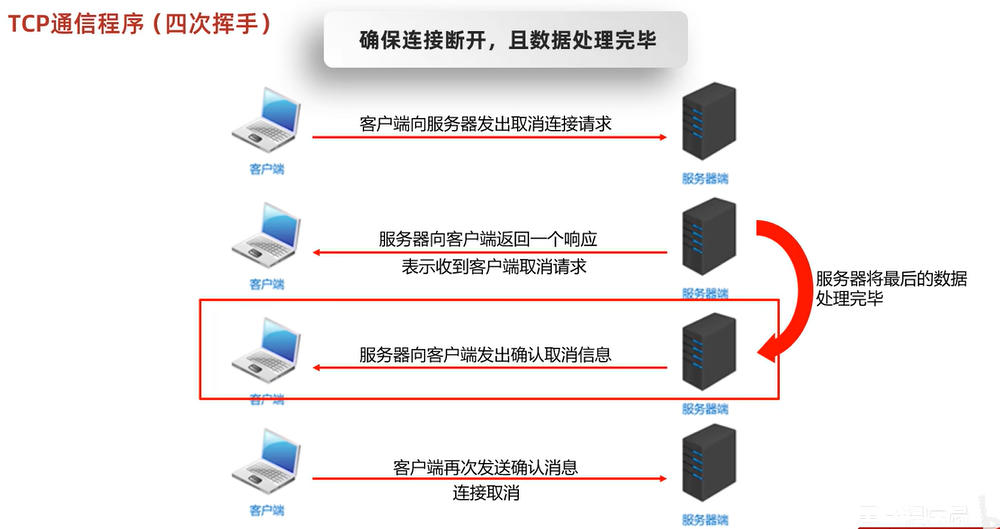 TCP通信程序（四次挥手）
确保连接断开，且数据处理完毕
客户端向服务器发出取消连接请求
客户端
服务器端
服务器向客户端返回一个响应
表示收到客户端取消请求
客户端
服务器端
服务器将最后的数据
处理完毕
服务器向客户端发出确认取消信息
客户端
服务器端
客户端再次发送确认消息
连接取消
客户端
服务器端